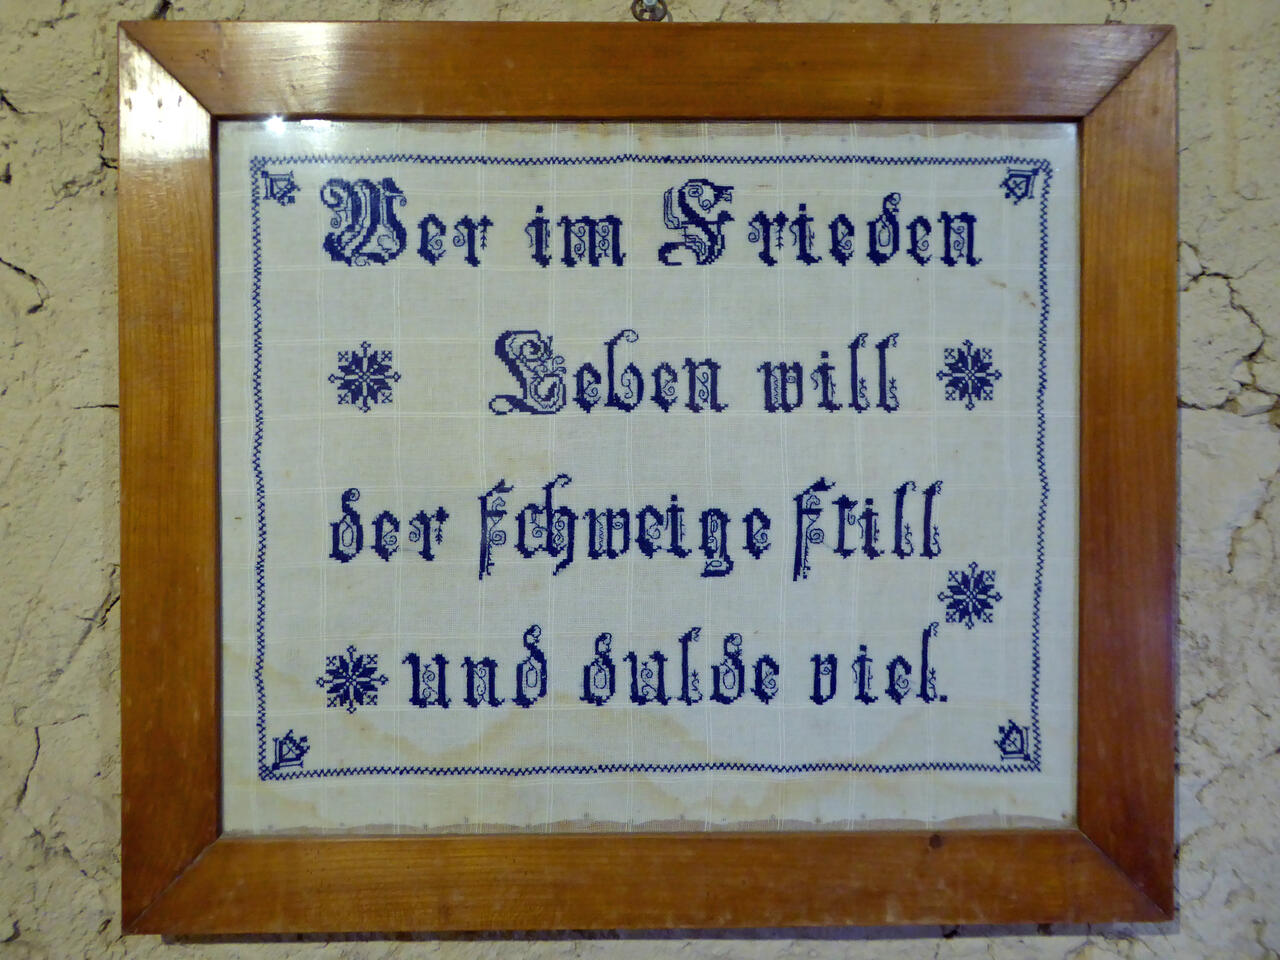 Wer im Frieden
Leben will
der ſchweige ſtill
und dulde viel.